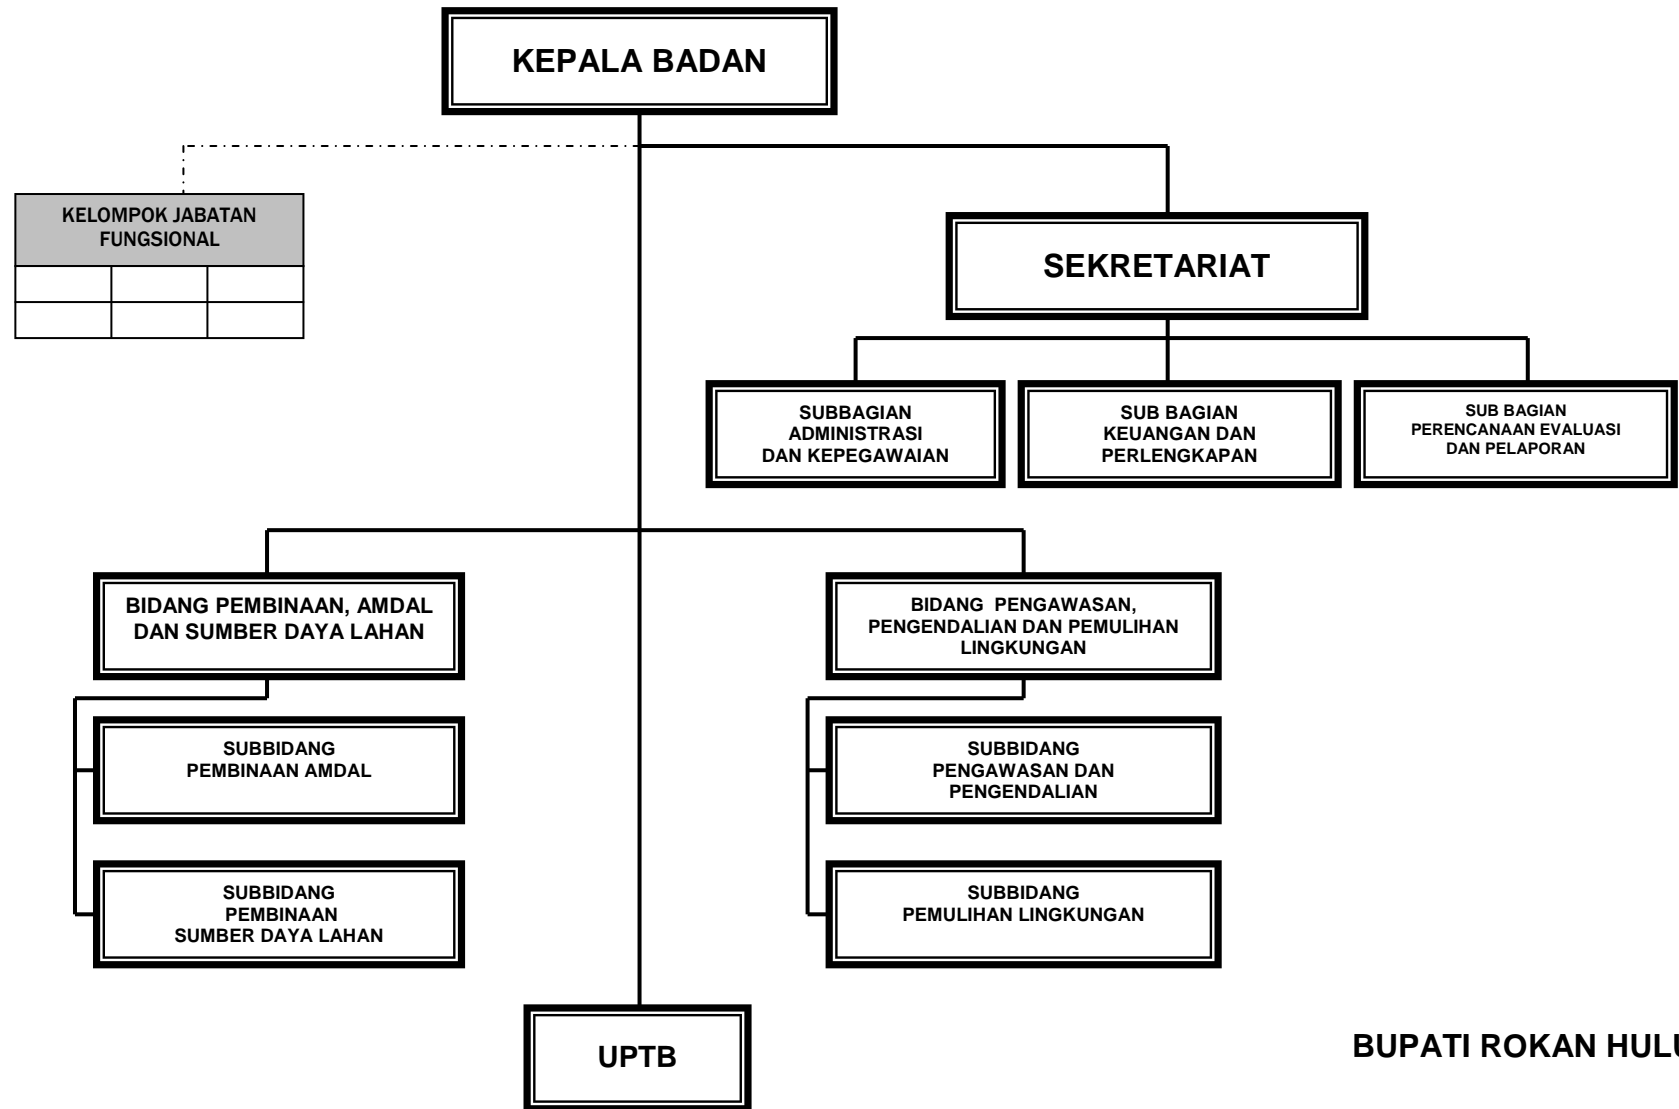 KEPALA BADAN
KELOMPOK JABATAN
FUNGSIONAL
SEKRETARIAT
SUBBAGIAN
ADMINISTRASI
DAN KEPEGAWAIAN
SUB BAGIAN
KEUANGAN DAN
PERLENGKAPAN
SUB BAGIAN
PERENCANAAN EVALUASI
DAN PELAPORAN
BIDANG PEMBINAAN, AMDAL
DAN SUMBER DAYA LAHAN
BIDANG PENGAWASAN,
PENGENDALIAN DAN PEMULIHAN
LINGKUNGAN
SUBBIDANG
PEMBINAAN AMDAL
SUBBIDANG
PENGAWASAN DAN
PENGENDALIAN
SUBBIDANG
PEMBINAAN
SUMBER DAYA LAHAN
SUBBIDANG
PEMULIHAN LINGKUNGAN
UPTB
BUPATI ROKAN HULU